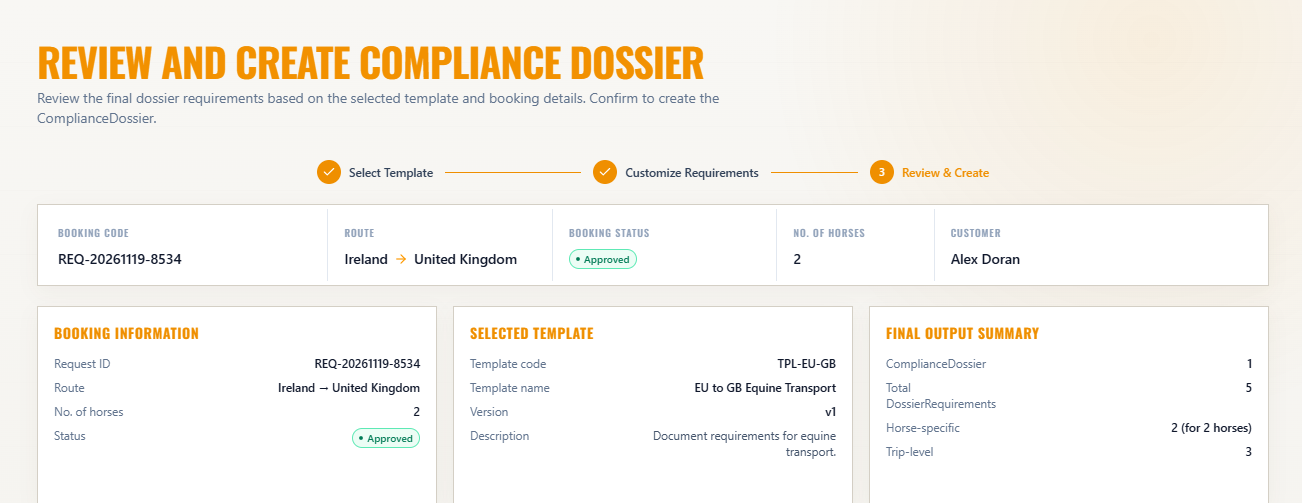 REVIEW AND CREATE COMPLIANCE DOSSIER
Review the final dossier requirements based on the selected template and booking details. Confirm to create the
ComplianceDossier.
Select Template
Customize Requirements
3 Review & Create
BOOKING CODE
REQ-20261119-8534
ROUTE
Ireland → United Kingdom
BOOKING STATUS
• Approved
NO. OF HORSES
2
CUSTOMER
Alex Doran
BOOKING INFORMATION
Request ID REQ-20261119-8534
Route Ireland → United Kingdom
No. of horses 2
Status • Approved
SELECTED TEMPLATE
Template code TPL-EU-GB
Template name EU to GB Equine Transport
Version v1
Description Document requirements for equine
transport.
FINAL OUTPUT SUMMARY
ComplianceDossier 1
Total 5
DossierRequirements
Horse-specific 2 (for 2 horses)
Trip-level 3